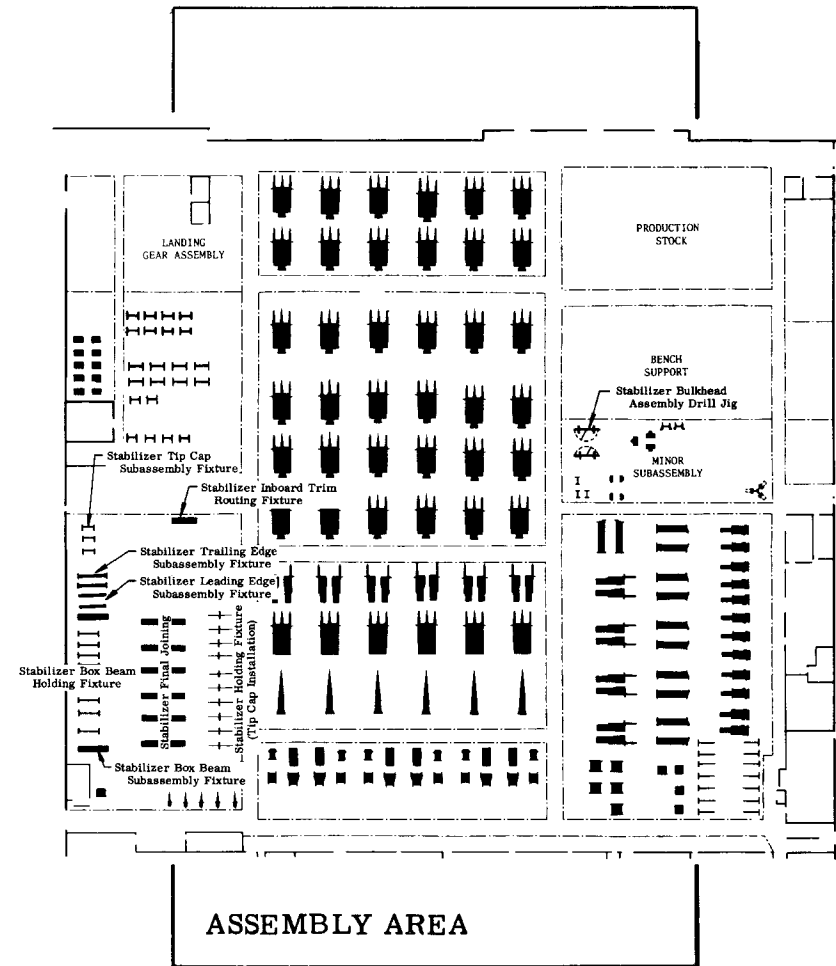 LANDING
GEAR ASSEMBLY
PRODUCTION
STOCK
BENCH
SUPPORT
Stabilizer Bulkhead
Assembly Drill Jig
MINOR
SUBASSEMBLY
Stabilizer Tip Cap
Subassembly Fixture
Stabilizer Inboard Trim
Routing Fixture
Stabilizer Trailing Edge
Subassembly Fixture
Stabilizer Leading Edge
Subassembly Fixture
Stabilizer Box Beam
Holding Fixture
Stabilizer Final Joining
Stabilizer Holding Fixture
(Tip Cap Installation)
Stabilizer Box Beam
Subassembly Fixture
ASSEMBLY AREA